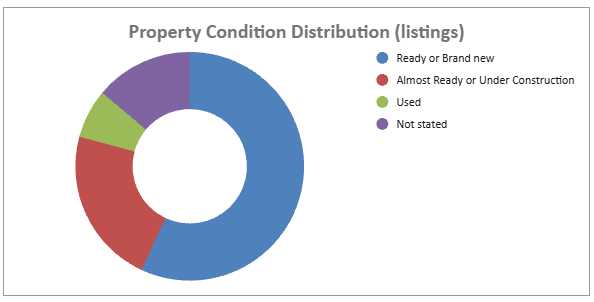 Property Condition Distribution (listings)
Ready or Brand new
Almost Ready or Under Construction
Used
Not stated